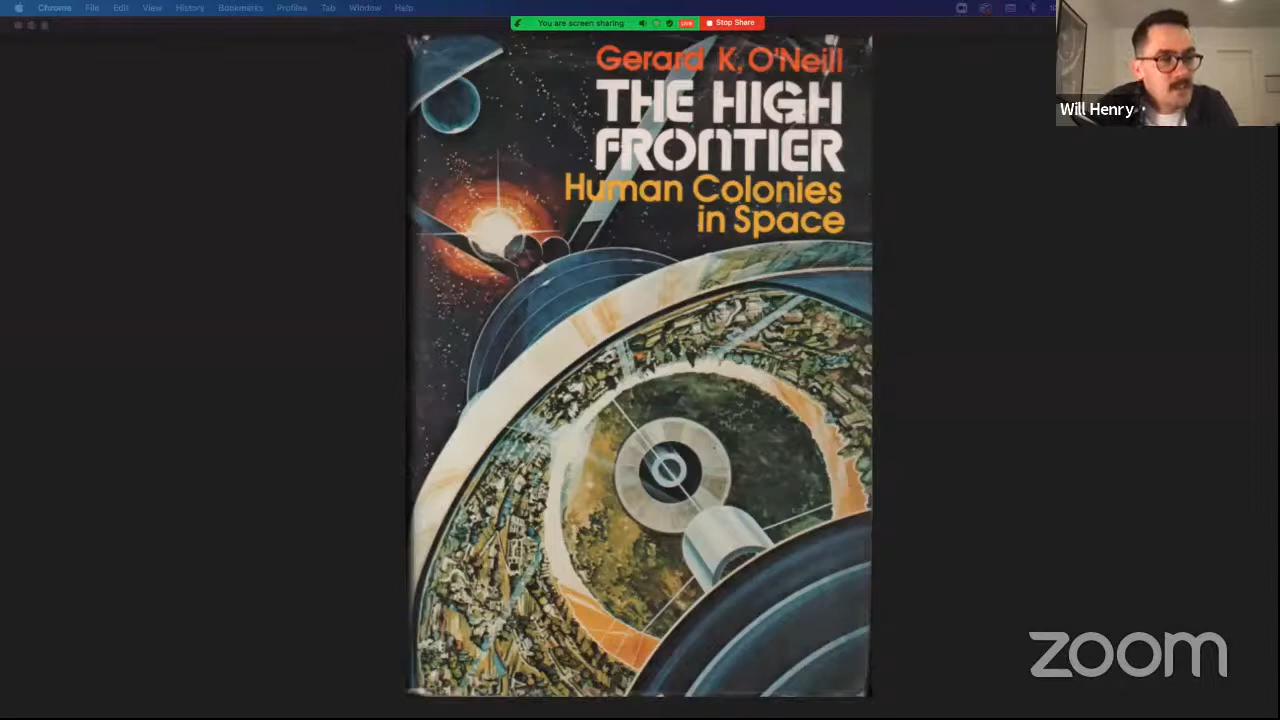 Chrome File Edit View History Bookmarks Profiles Tab Window Help
You are screen sharing LIVE Stop Share
Will Henry
Gerard K. O'Neill
THE HIGH
FRONTIER
Human Colonies
in Space
zoom